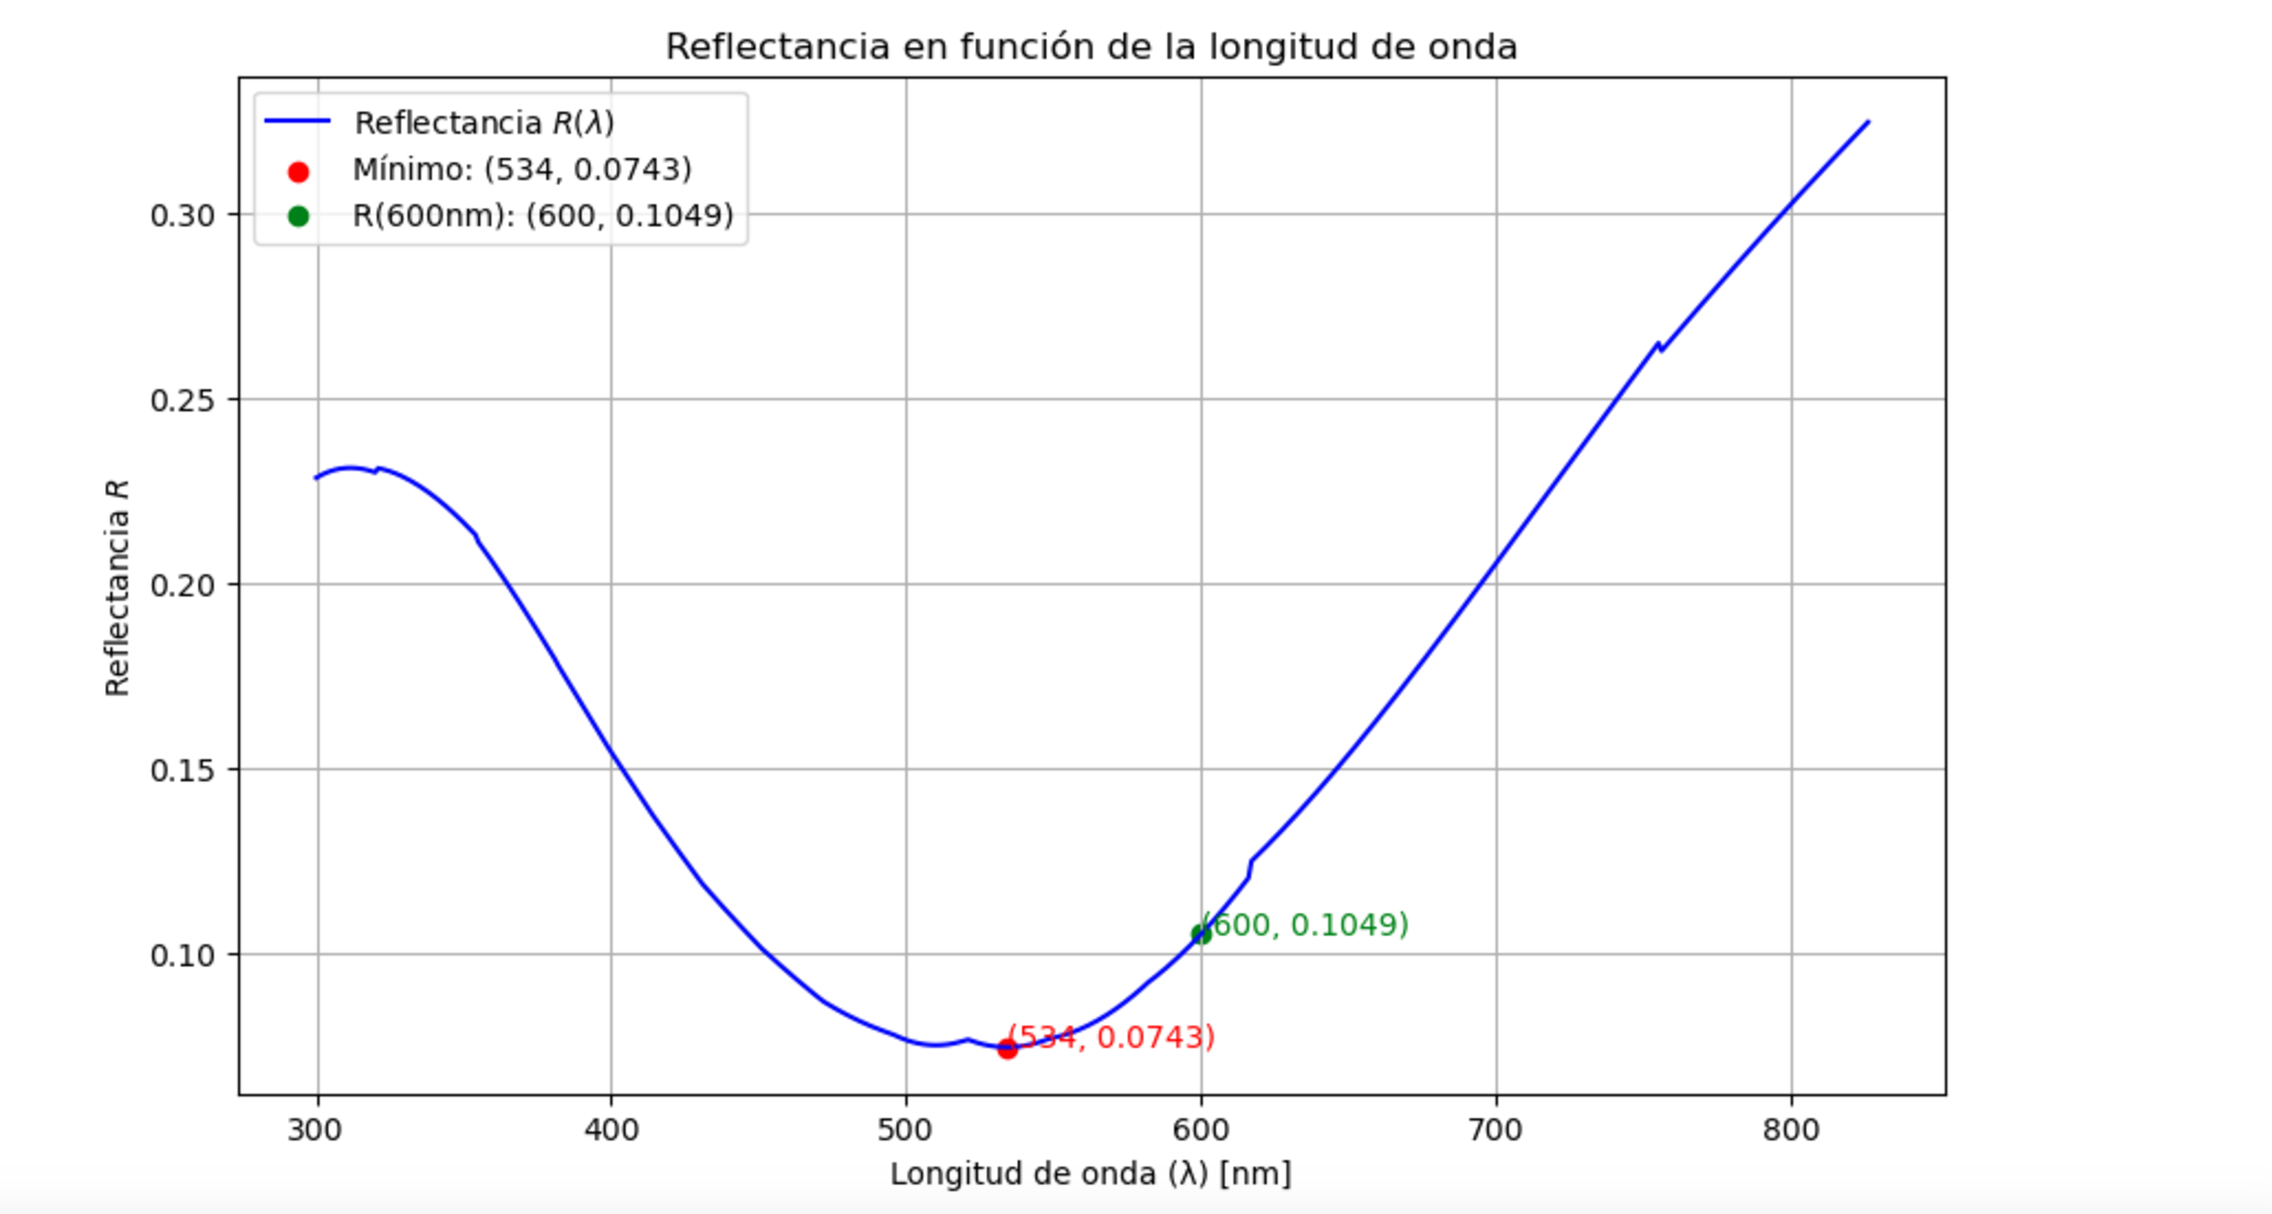 Reflectancia en función de la longitud de onda
Reflectancia R(λ)
Mínimo: (534, 0.0743)
R(600nm): (600, 0.1049)
0.30
0.25
0.20
0.15
0.10
Reflectancia R
(600, 0.1049)
(534, 0.0743)
300 400 500 600 700 800
Longitud de onda (λ) [nm]